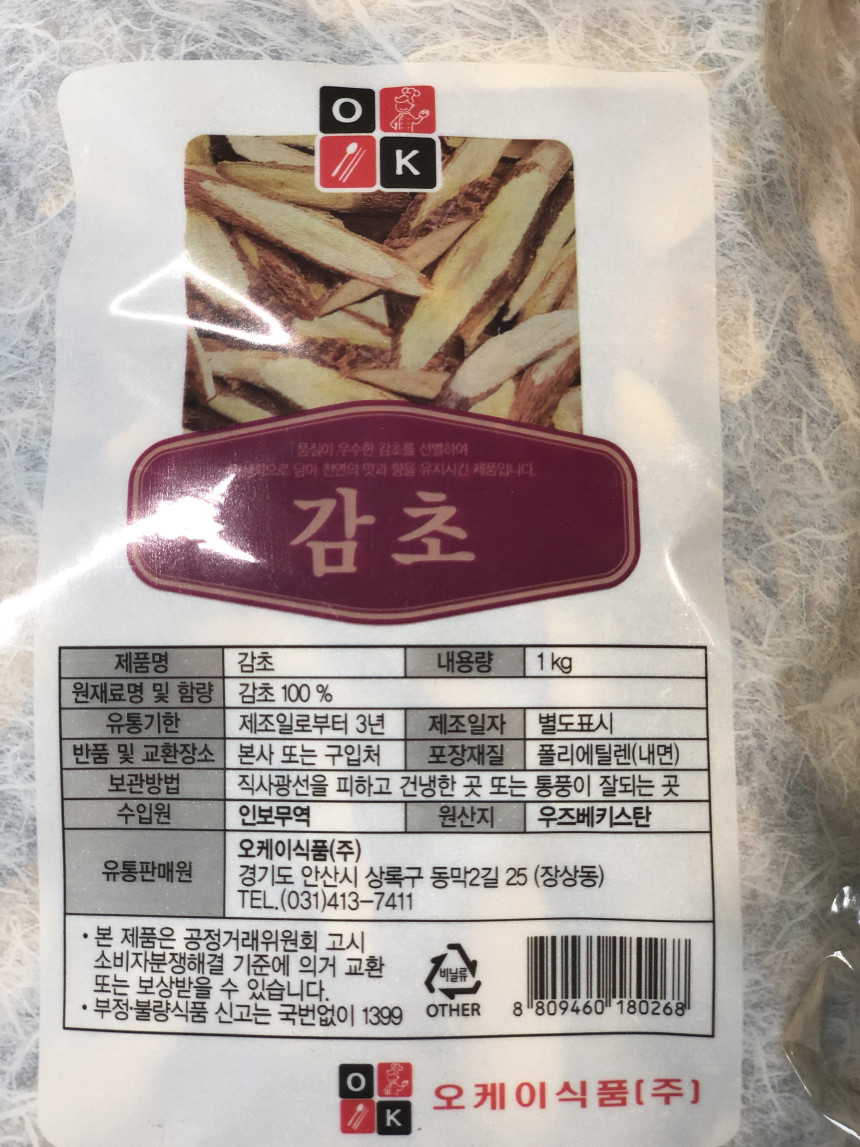 O
K
품질이 우수한 감초를 선별하여
담아 천연의 맛과 향을 유지시킨 제품입니다.
감초
제품명 감초 내용량 1kg
원재료명 및 함량 감초 100 %
유통기한 제조일로부터 3년 제조일자 별도표시
반품 및 교환장소 본사 또는 구입처 포장재질 폴리에틸렌(내면)
보관방법 직사광선을 피하고 건냉한 곳 또는 통풍이 잘되는 곳
수입원 인보무역 원산지 우즈베키스탄
유통판매원 오케이식품(주)
경기도 안산시 상록구 동막2길 25 (장상동)
TEL.(031)413-7411
• 본 제품은 공정거래위원회 고시
소비자분쟁해결 기준에 의거 교환
또는 보상받을 수 있습니다.
• 부정·불량식품 신고는 국번없이 1399
비닐류
OTHER
8 809460 180268
O
K
오케이식품(주)